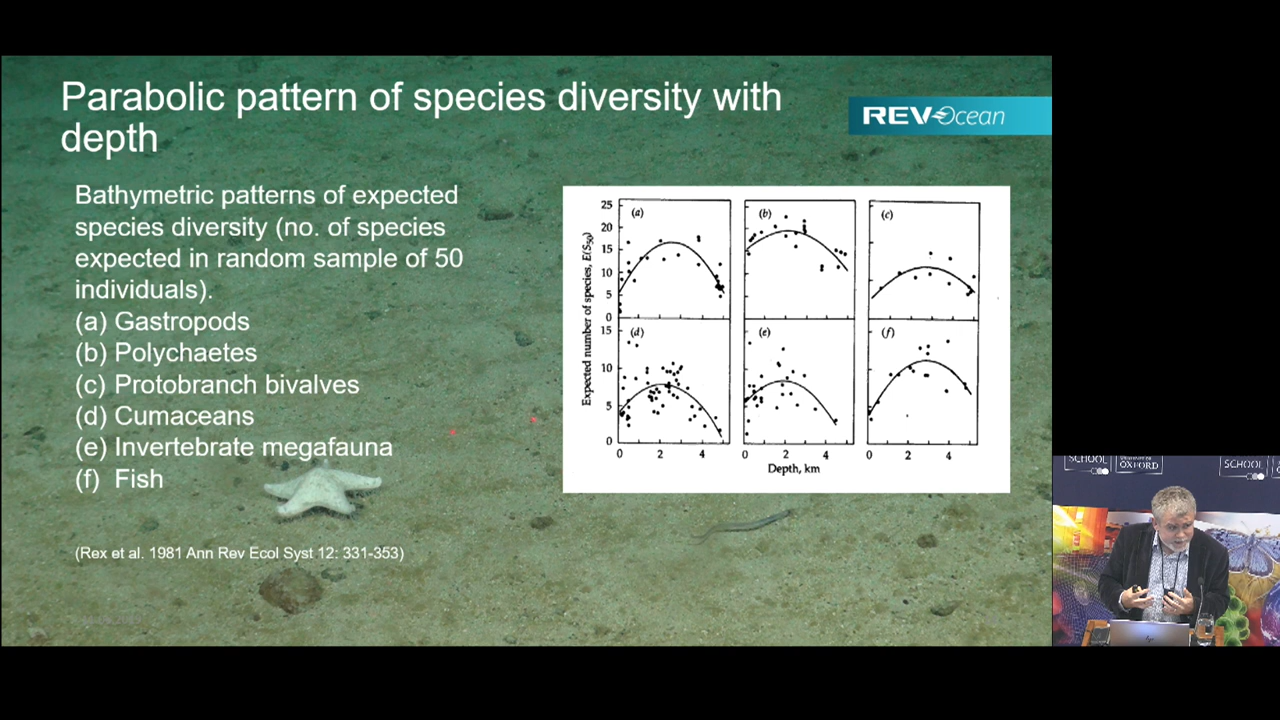 Parabolic pattern of species diversity with
depth
REV Ocean
Bathymetric patterns of expected
species diversity (no. of species
expected in random sample of 50
individuals).
(a) Gastropods
(b) Polychaetes
(c) Protobranch bivalves
(d) Cumaceans
(e) Invertebrate megafauna
(f) Fish
(Rex et al. 1981 Ann Rev Ecol Syst 12: 331-353)
Expected number of species, E(S50)
25
20
15
10
5
0
(a)
(b)
(c)
15
10
5
0
(d)
(e)
(f)
0 2 4
0 2 4
0 2 4
Depth, km
SCHOOL
OXFORD
SCHOOL